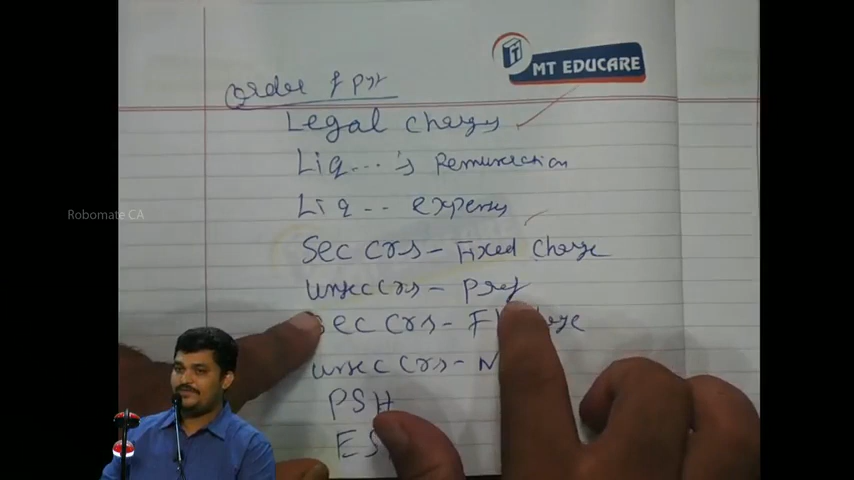 order of pyt
MT EDUCARE
Legal charges
Liq...'s Remuneration
Liq.. expenses
Robomate CA
Sec Crs - Fixed Charge
unsec Crs - Pref
Sec Crs -
unsec Crs - N
PSH
ES